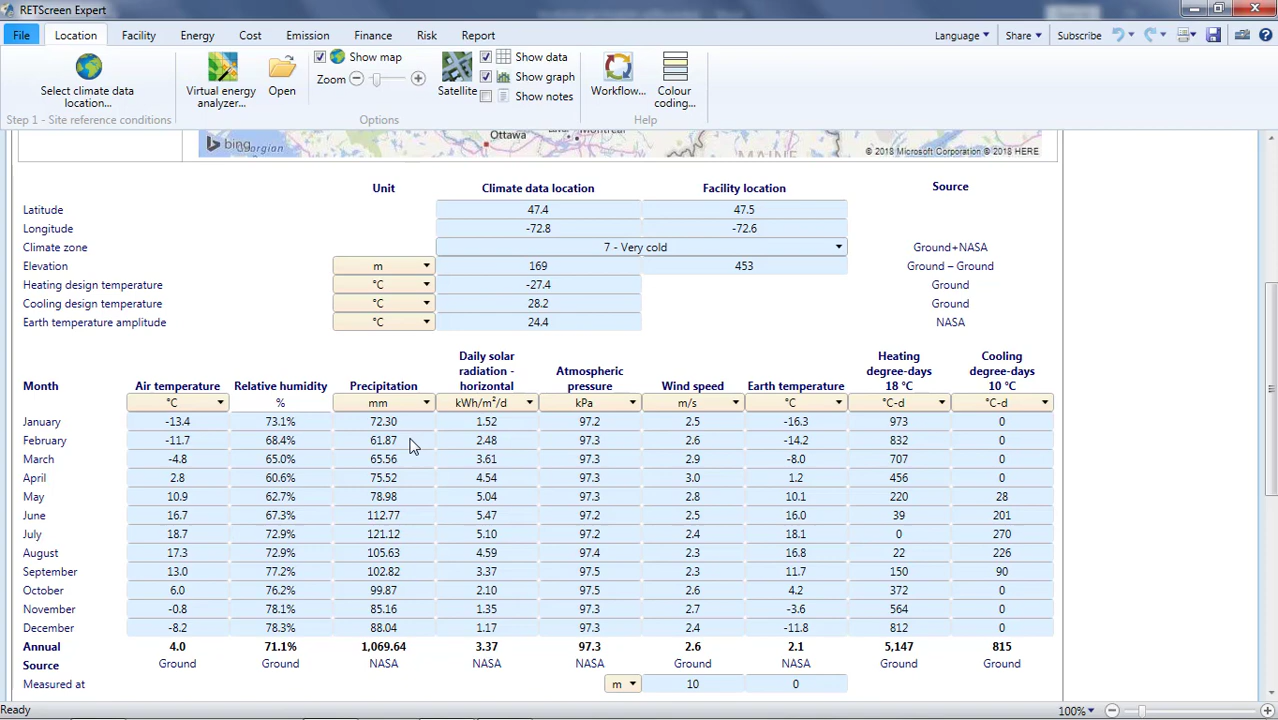 RETScreen Expert
File Location Facility Energy Cost Emission Finance Risk Report Language Share Subscribe
Select climate data location...
Virtual energy analyzer...
Open
Show map
Zoom
Satellite
Show data
Show graph
Show notes
Workflow...
Colour coding...
Step 1 - Site reference conditions
Options
Help
Ottawa
MAINE
bing
© 2018 Microsoft Corporation © 2018 HERE
Unit Climate data location Facility location Source
Latitude 47.4 47.5
Longitude -72.8 -72.6
Climate zone 7 - Very cold Ground+NASA
Elevation m 169 453 Ground – Ground
Heating design temperature °C -27.4 Ground
Cooling design temperature °C 28.2 Ground
Earth temperature amplitude °C 24.4 NASA
Month Air temperature Relative humidity Precipitation Daily solar radiation - horizontal Atmospheric pressure Wind speed Earth temperature Heating degree-days 18 °C Cooling degree-days 10 °C
°C % mm kWh/m²/d kPa m/s °C °C-d °C-d
January -13.4 73.1% 72.30 1.52 97.2 2.5 -16.3 973 0
February -11.7 68.4% 61.87 2.48 97.3 2.6 -14.2 832 0
March -4.8 65.0% 65.56 3.61 97.3 2.9 -8.0 707 0
April 2.8 60.6% 75.52 4.54 97.3 3.0 1.2 456 0
May 10.9 62.7% 78.98 5.04 97.3 2.8 10.1 220 28
June 16.7 67.3% 112.77 5.47 97.2 2.5 16.0 39 201
July 18.7 72.9% 121.12 5.10 97.2 2.4 18.1 0 270
August 17.3 72.9% 105.63 4.59 97.4 2.3 16.8 22 226
September 13.0 77.2% 102.82 3.37 97.5 2.3 11.7 150 90
October 6.0 76.2% 99.87 2.10 97.5 2.6 4.2 372 0
November -0.8 78.1% 85.16 1.35 97.3 2.7 -3.6 564 0
December -8.2 78.3% 88.04 1.17 97.3 2.4 -11.8 812 0
Annual 4.0 71.1% 1,069.64 3.37 97.3 2.6 2.1 5,147 815
Source Ground Ground NASA NASA NASA Ground NASA Ground Ground
Measured at m 10 0
Ready 100%